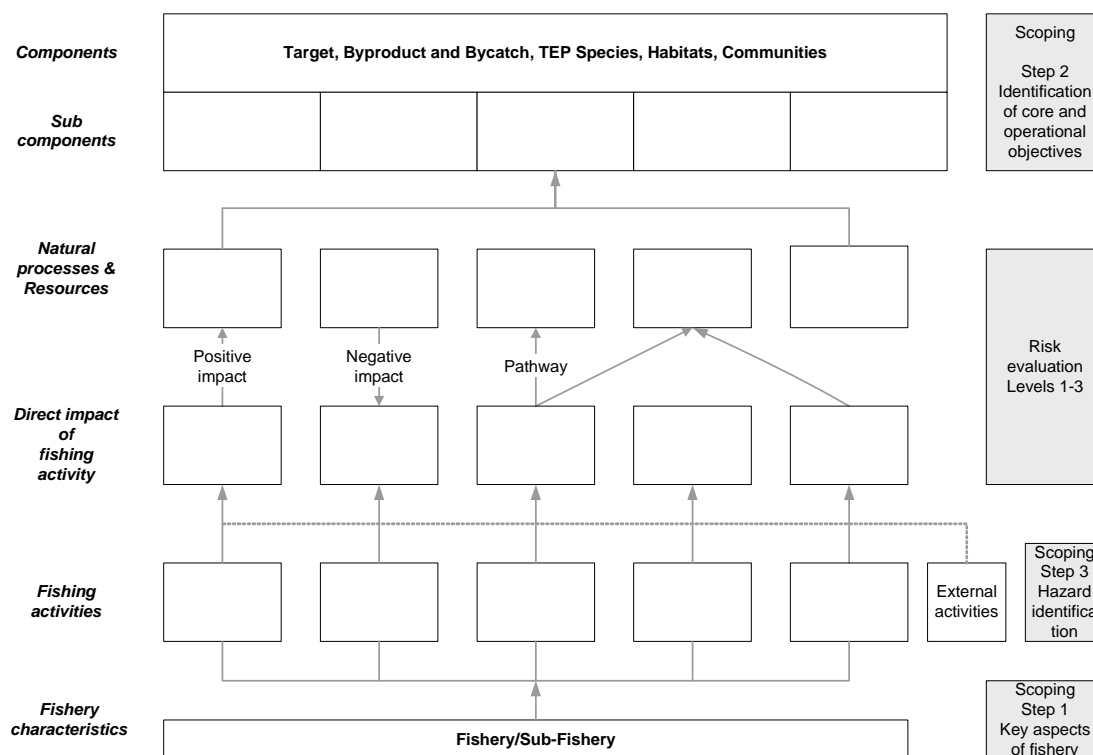 Components
Target, Byproduct and Bycatch, TEP Species, Habitats, Communities
Scoping
Step 2
Identification
of core and
operational
objectives
Sub
components
Natural
processes &
Resources
Positive
impact
Negative
impact
Pathway
Risk
evaluation
Levels 1-3
Direct impact
of
fishing
activity
Fishing
activities
External
activities
Scoping
Step 3
Hazard
identifica
tion
Fishery
characteristics
Fishery/Sub-Fishery
Scoping
Step 1
Key aspects
of fishery